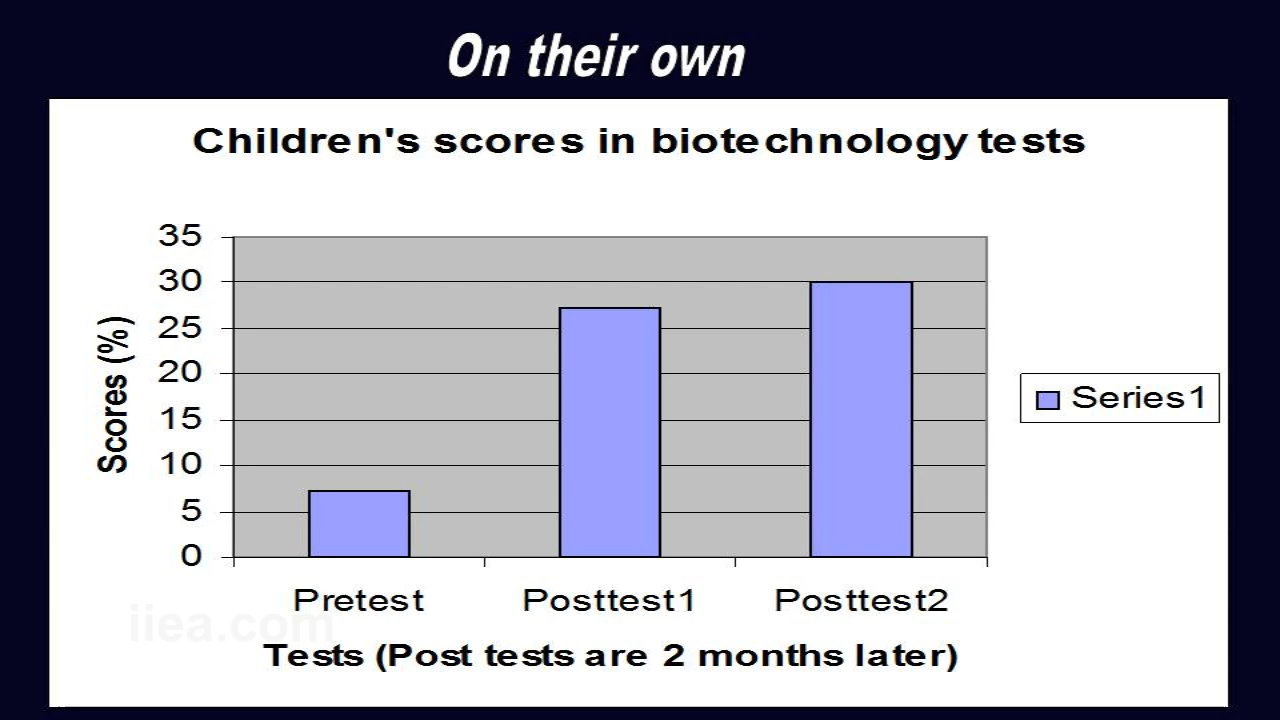 On their own
Children's scores in biotechnology tests
35
30
25
20
15
10
5
0
Scores (%)
Series1
Pretest Posttest1 Posttest2
iiea.com
Tests (Post tests are 2 months later)